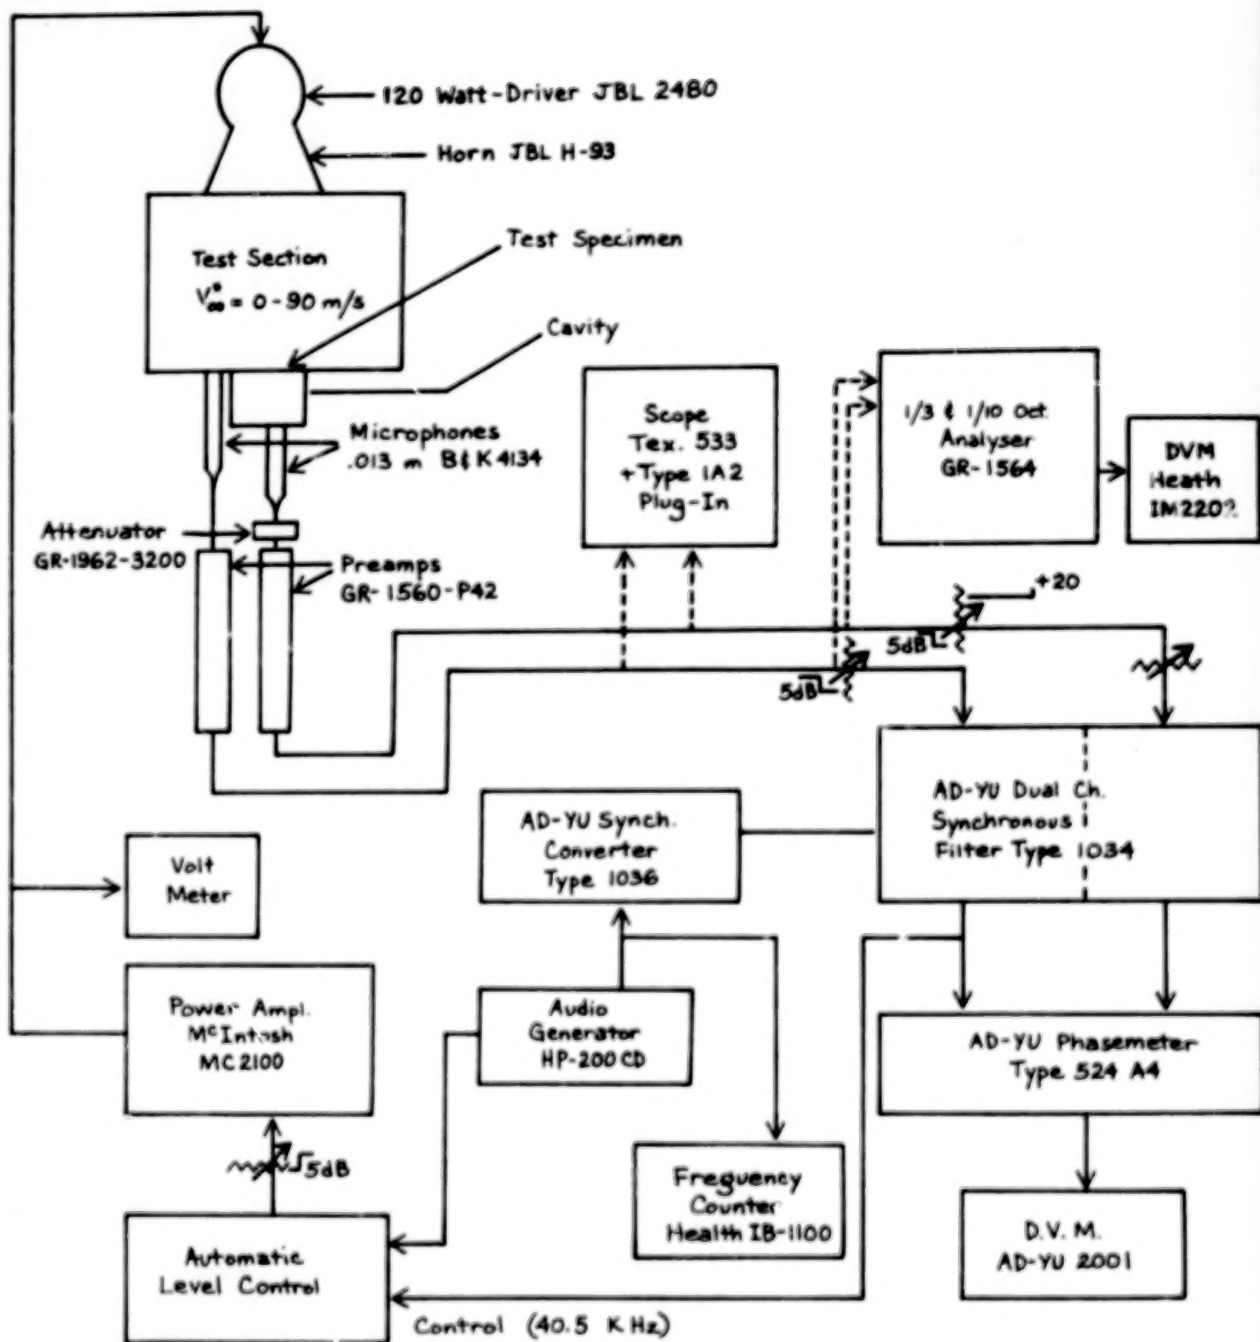 120 Watt-Driver JBL 2480
Horn JBL H-93
Test Section
V∞° = 0-90 m/s
Test Specimen
Cavity
Microphones
.013 m B&K 4134
Attenuator
GR-1962-3200
Preamps
GR-1560-P42
Scope
Tex. 533
+Type 1A2
Plug-In
1/3 & 1/10 Oct.
Analyser
GR-1564
DVM
Heath
+20
5dB
5dB
AD-YU Dual Ch.
Synchronous
Filter Type 1034
AD-YU Synch.
Converter
Type 1036
Volt
Meter
Power Ampl.
McIntosh
MC2100
Audio
Generator
HP-200CD
AD-YU Phasemeter
Type 524 A4
5dB
Freguency
Counter
Health IB-1100
D.V.M.
AD-YU 2001
Automatic
Level Control
Control (40.5 KHz)